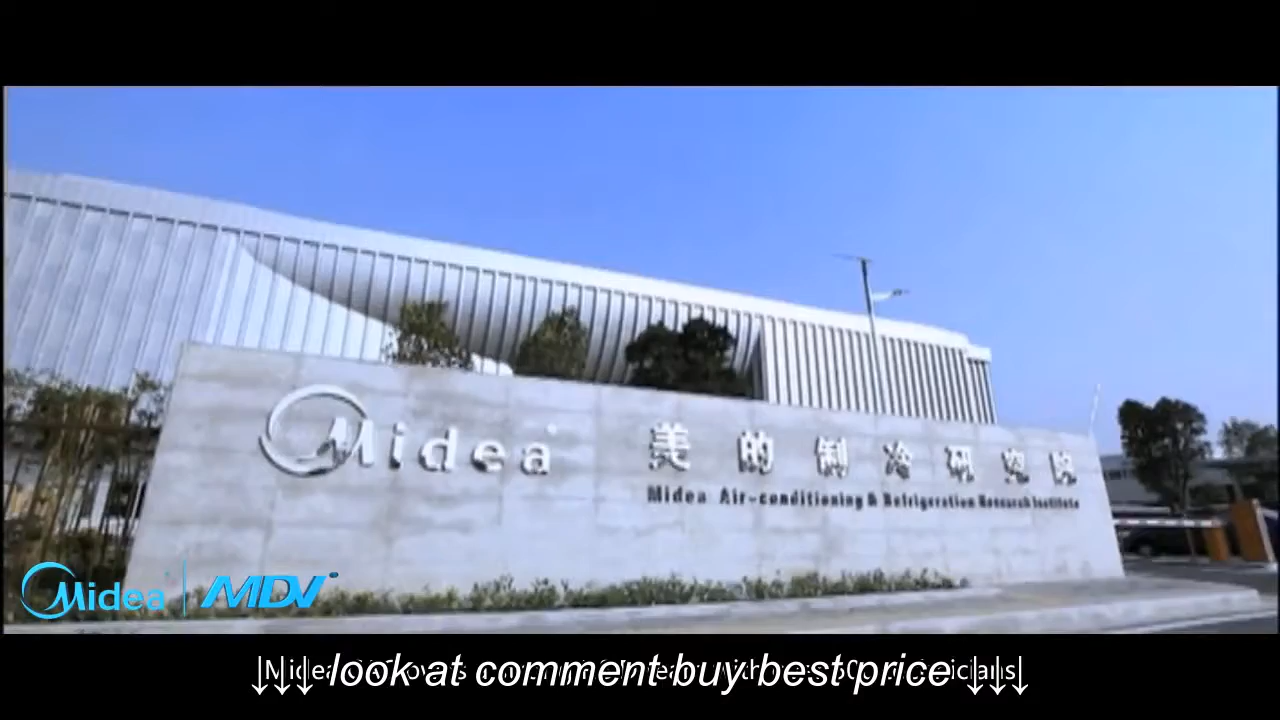 Midea 美的制冷研究院
Midea Air-conditioning & Refrigeration Research Institute
Midea MDV
↓↓↓ look at comment buy best price ↓↓↓
Midea